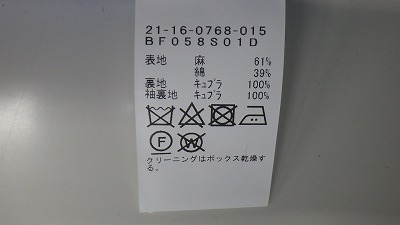 21-16-0768-015
BF058S01D
表地 麻 61%
綿 39%
裏地 キュプラ 100%
袖裏地 キュプラ 100%
F W
クリーニングはボックス乾燥す
る。